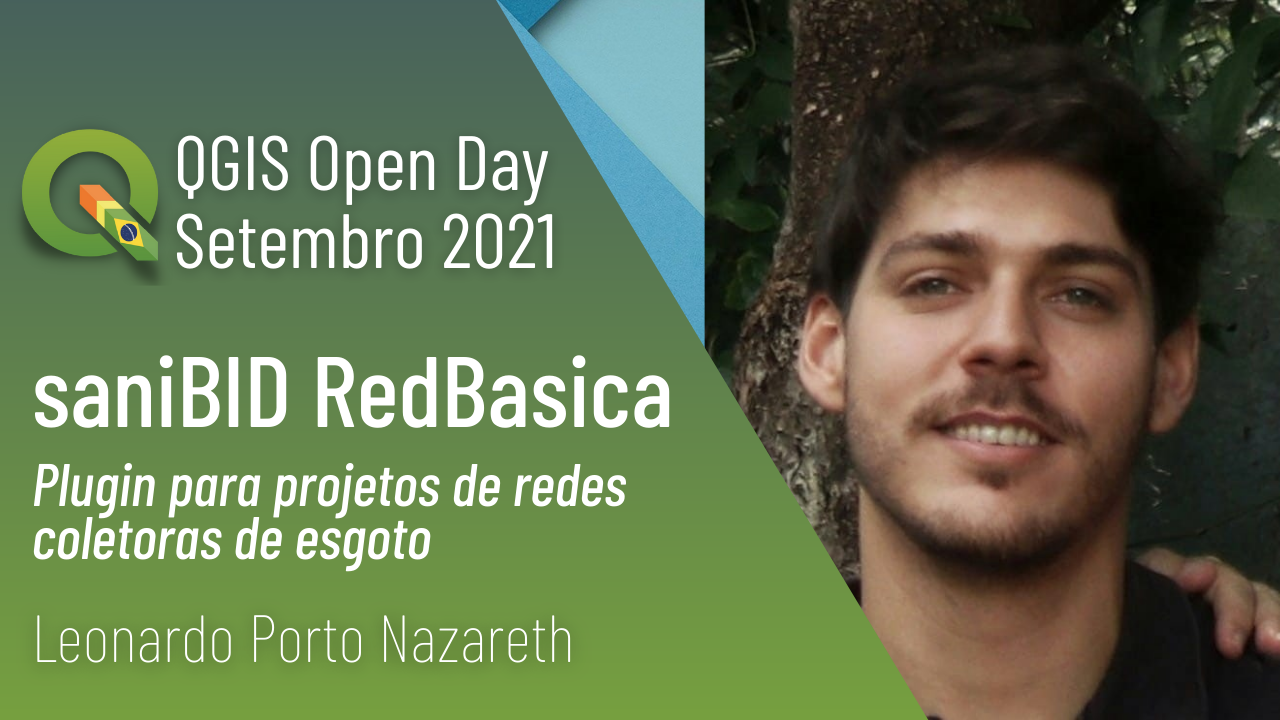 QGIS Open Day
Setembro 2021
saniBID RedBasica
Plugin para projetos de redes
coletoras de esgoto
Leonardo Porto Nazareth